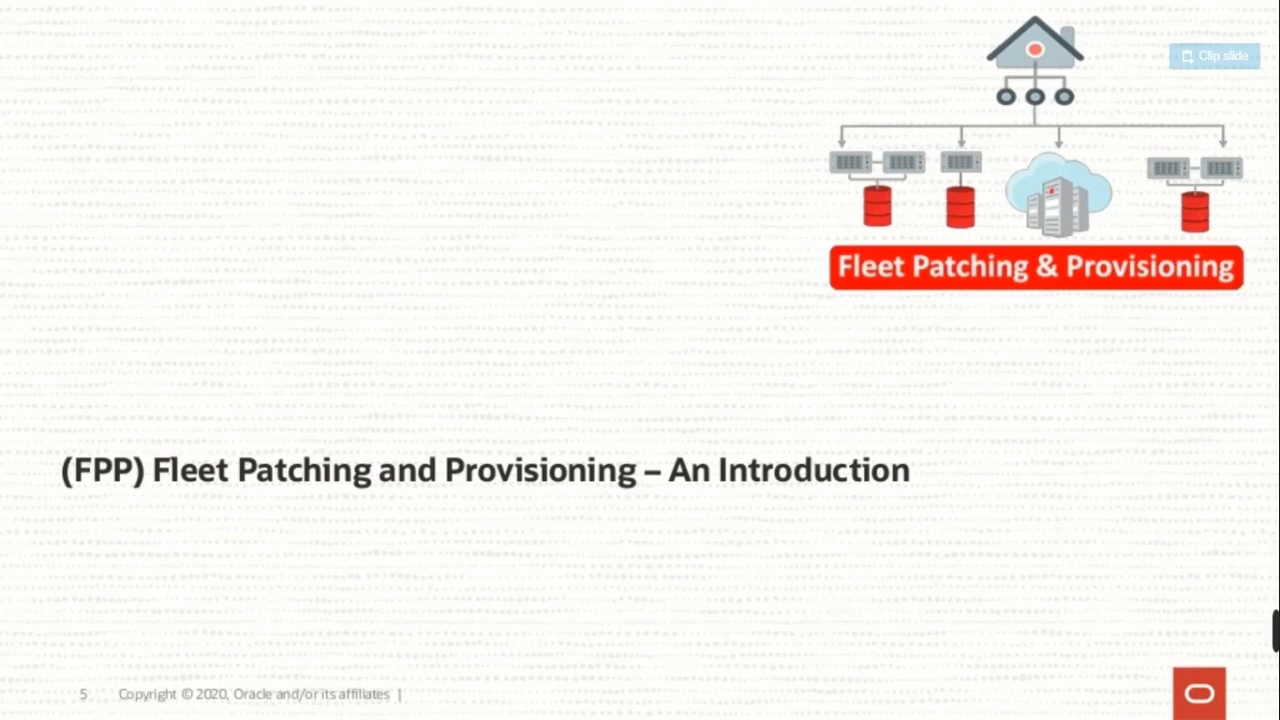 Clip slide
Fleet Patching & Provisioning
(FPP) Fleet Patching and Provisioning – An Introduction
5 Copyright © 2020, Oracle and/or its affiliates |